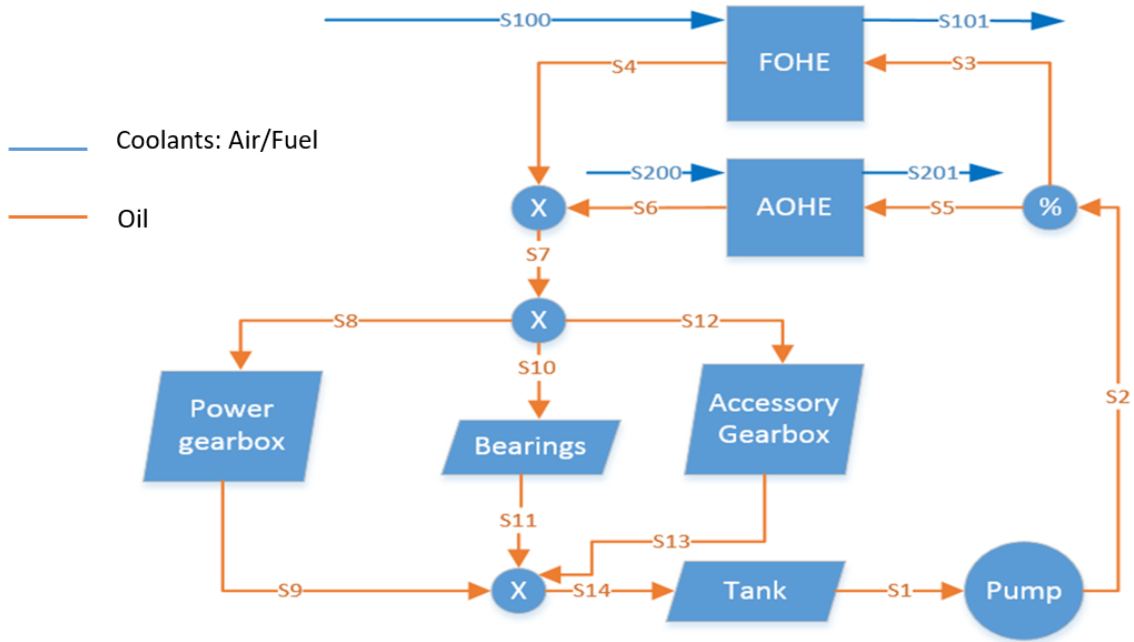 S100
S101
FOHE
S4
S3
Coolants: Air/Fuel
S200
S201
AOHE
Oil
X
S6
S5
%
S7
S8
X
S12
S10
S2
Power
gearbox
Bearings
Accessory
Gearbox
S11
S13
S9
X
S14
Tank
S1
Pump